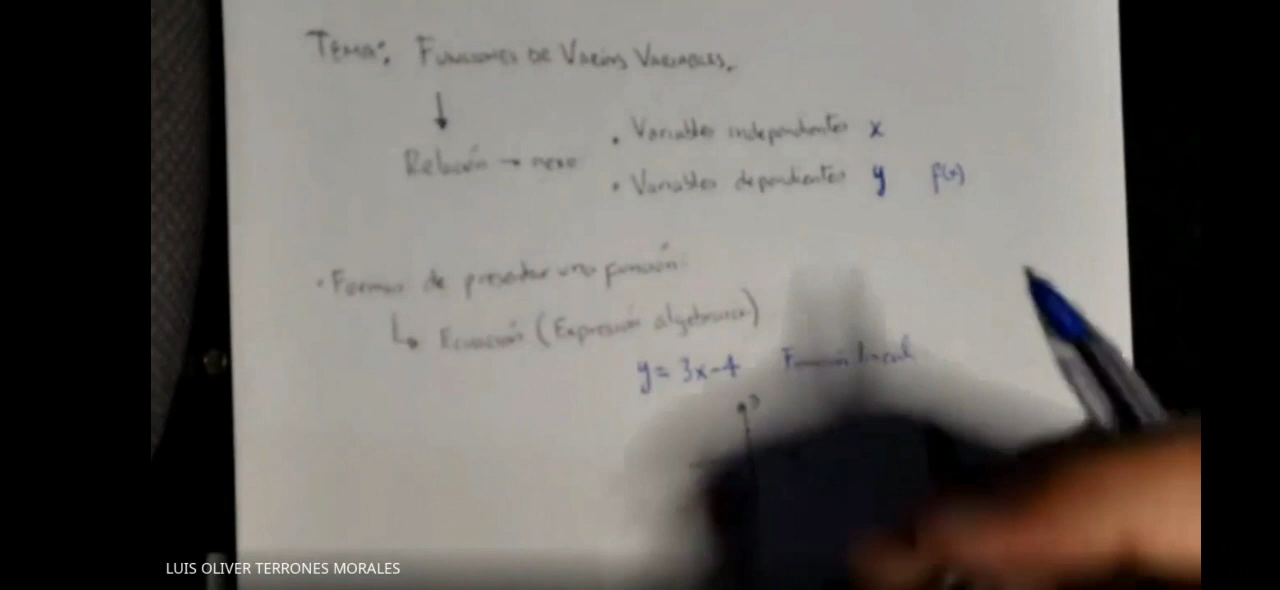 Tema: Funciones de Varias Variables.
Relación → nexo
• Variables independientes x
• Variables dependientes y f(x)
• Formas de presentar una función:
↳ Ecuación (Expresión algebraica)
y = 3x-4 Función lineal
y
LUIS OLIVER TERRONES MORALES